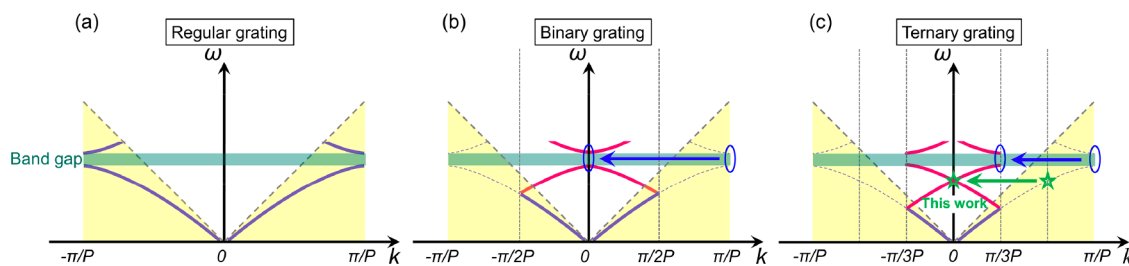 (a)
Regular grating
ω
Band gap
-π/P
0
π/P
k
(b)
Binary grating
ω
-π/P
-π/2P
0
π/2P
π/P
k
(c)
Ternary grating
ω
This work
-π/P
-π/3P
0
π/3P
π/P
k